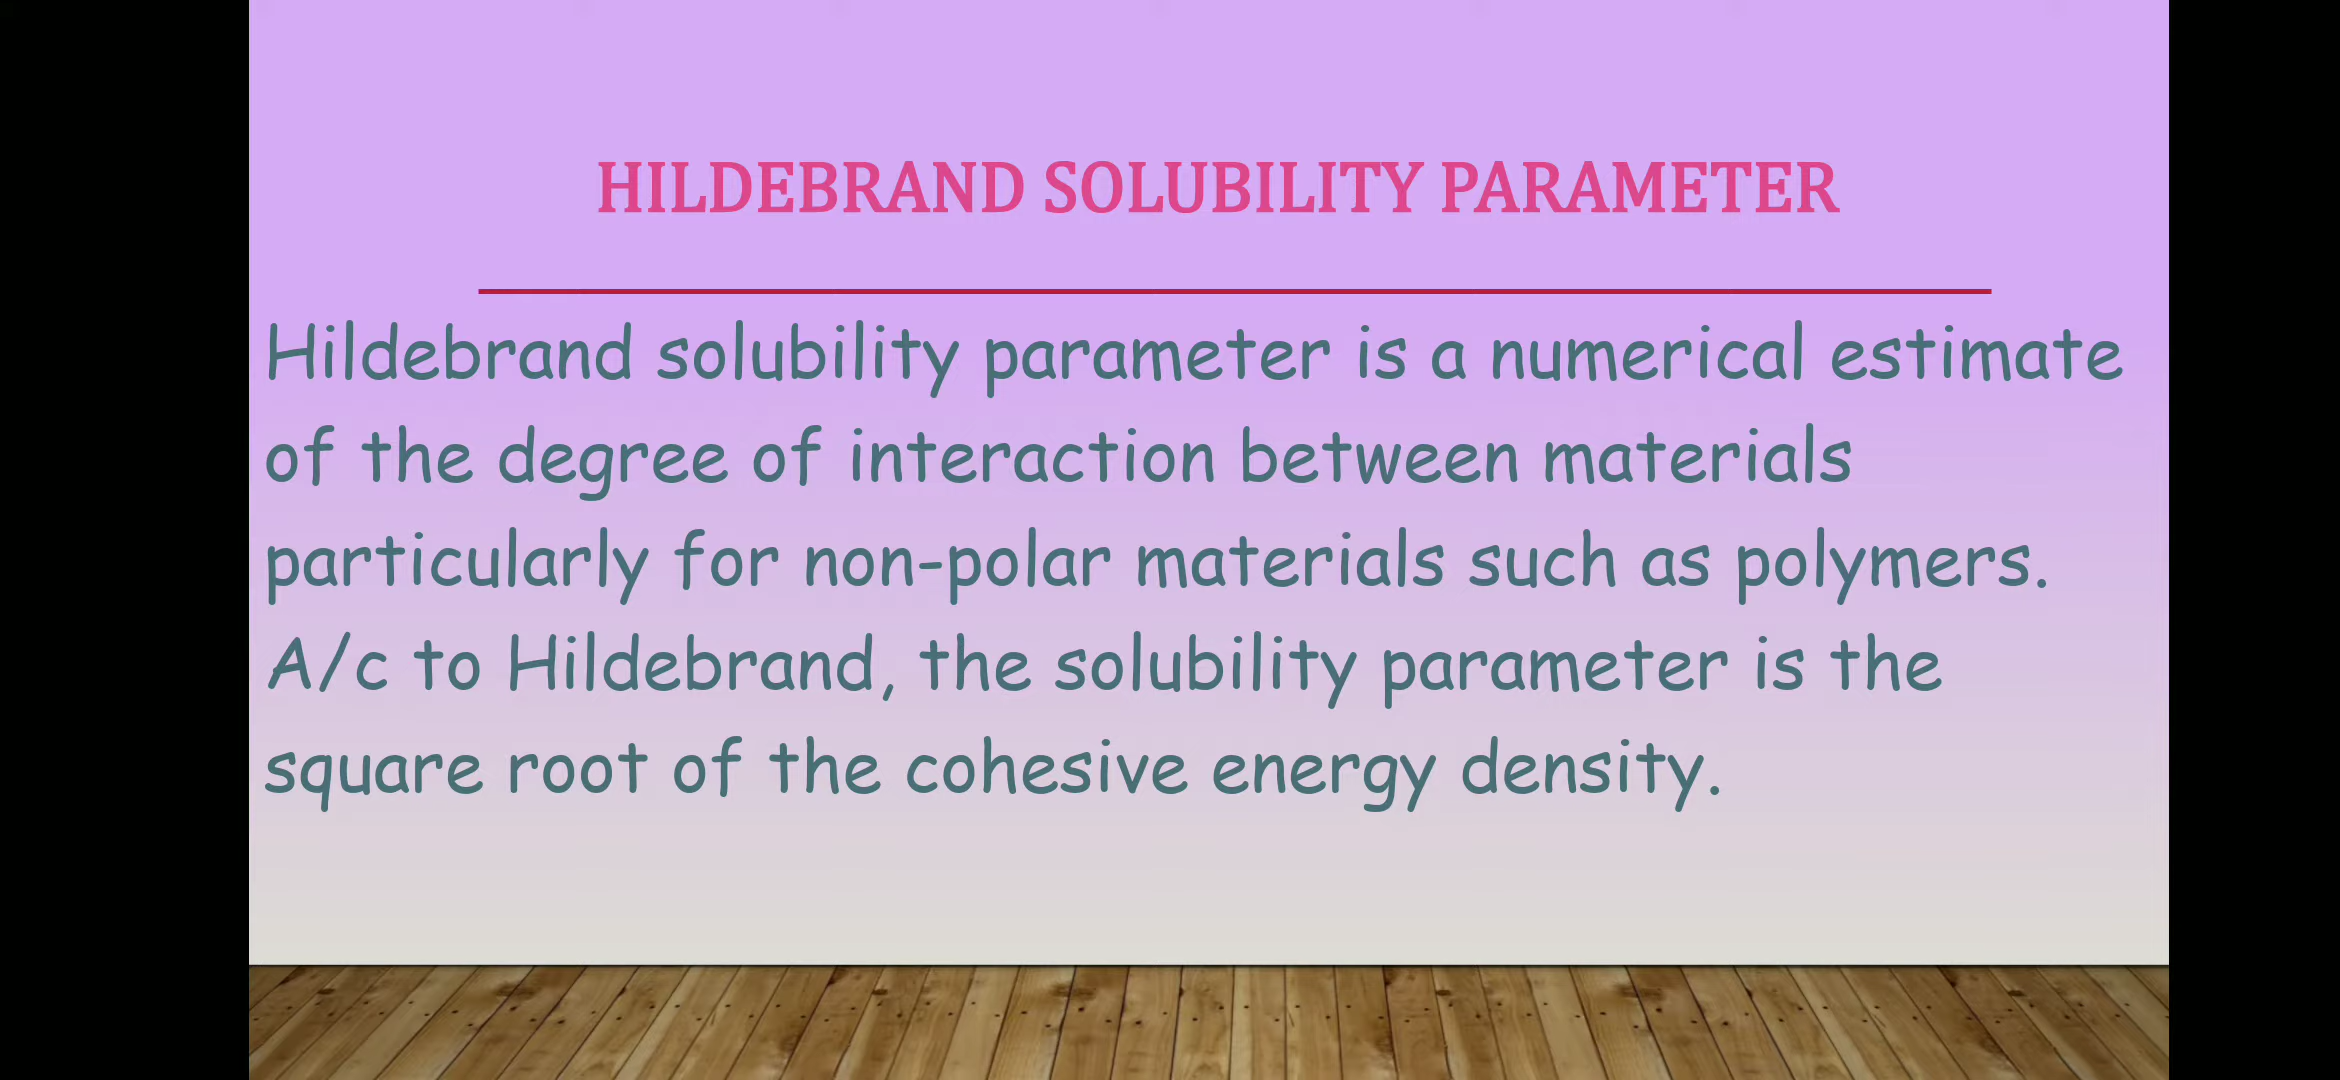 HILDEBRAND SOLUBILITY PARAMETER
Hildebrand solubility parameter is a numerical estimate
of the degree of interaction between materials
particularly for non-polar materials such as polymers.
A/c to Hildebrand, the solubility parameter is the
square root of the cohesive energy density.